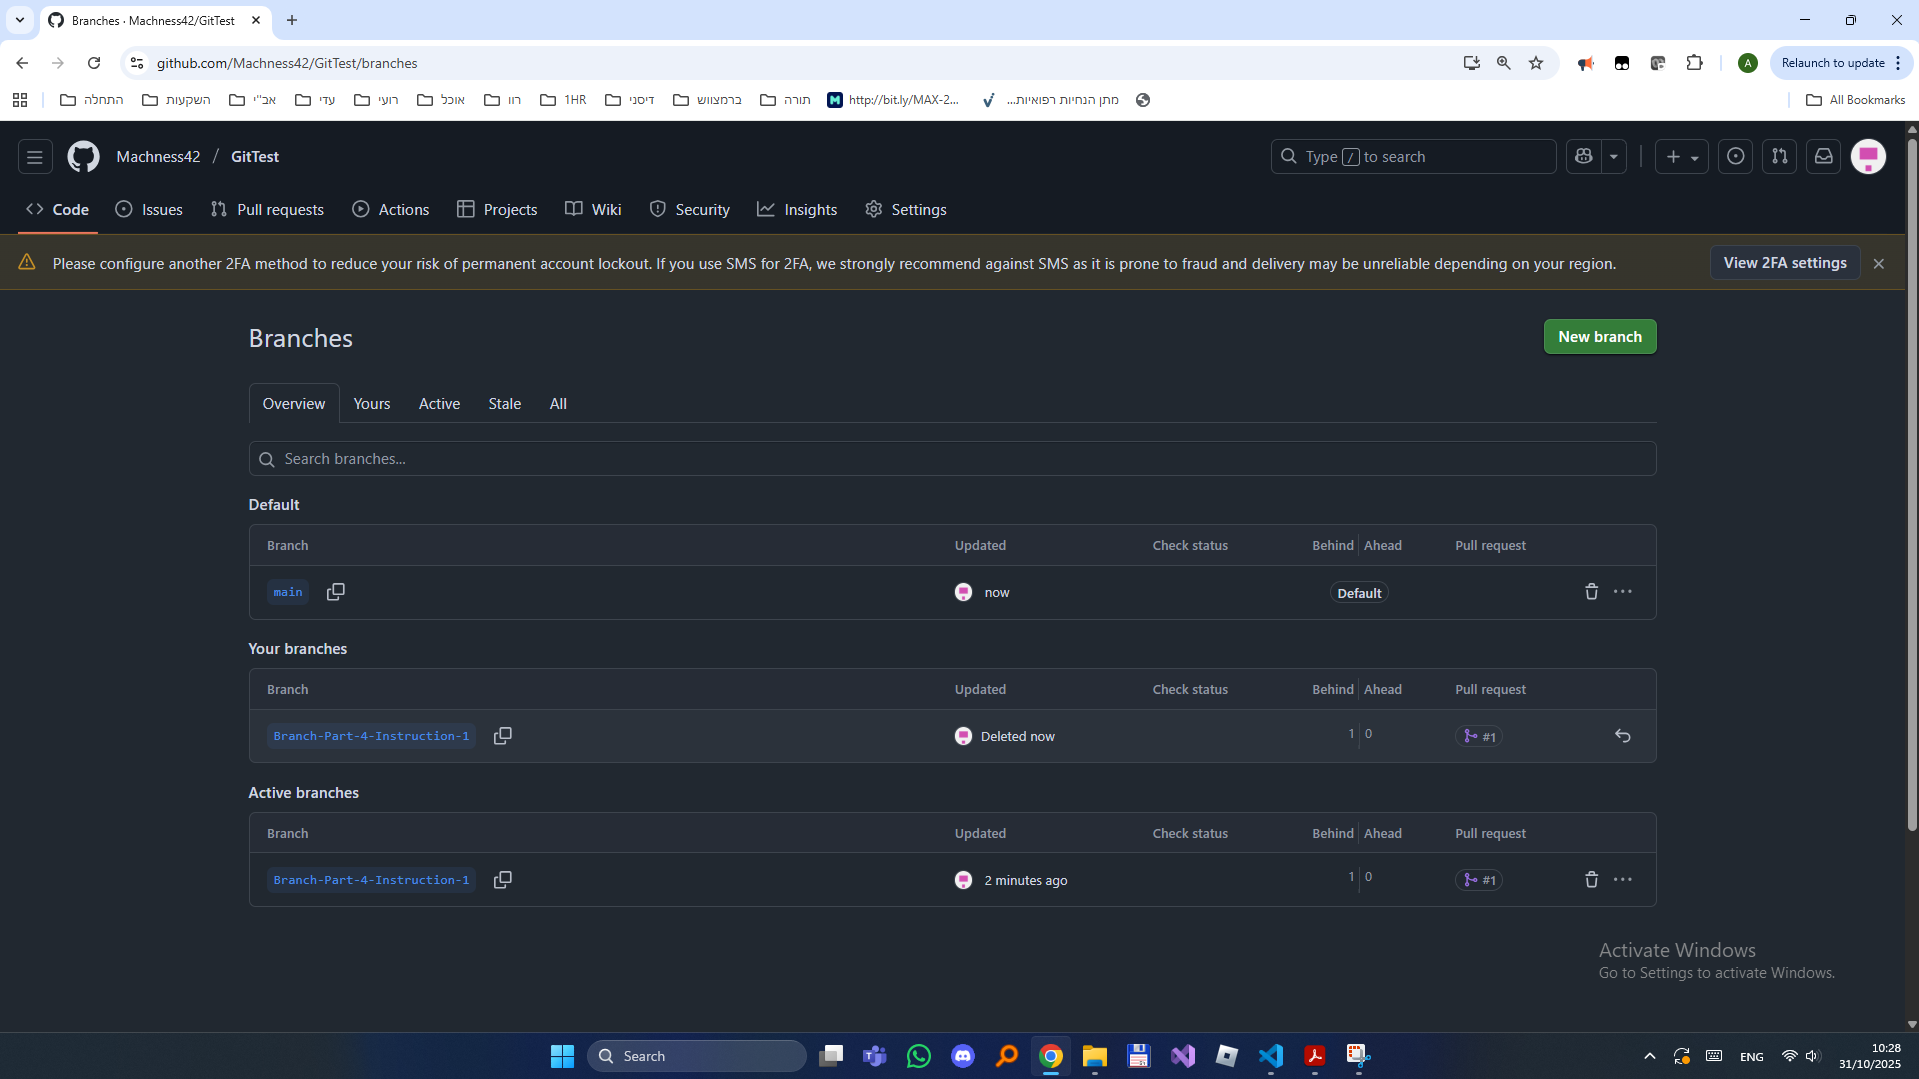 Branches · Machness42/GitTest
github.com/Machness42/GitTest/branches
Relaunch to update
A
התחלה
השקעות
אב"י
עדי
רועי
אוכל
רוו
1HR
דיסני
ברמצווש
תורה
M
http://bit.ly/MAX-2...
מתן הנחיות רפואיות...
All Bookmarks
Machness42 / GitTest
Type / to search
Code
Issues
Pull requests
Actions
Projects
Wiki
Security
Insights
Settings
Please configure another 2FA method to reduce your risk of permanent account lockout. If you use SMS for 2FA, we strongly recommend against SMS as it is prone to fraud and delivery may be unreliable depending on your region.
View 2FA settings
Branches
New branch
Overview
Yours
Active
Stale
All
Search branches...
Default
Branch Updated Check status Behind Ahead Pull request
main now Default
Your branches
Branch Updated Check status Behind Ahead Pull request
Branch-Part-4-Instruction-1 Deleted now 1 0 #1
Active branches
Branch Updated Check status Behind Ahead Pull request
Branch-Part-4-Instruction-1 2 minutes ago 1 0 #1
Activate Windows
Go to Settings to activate Windows.
Search
ENG
10:28
31/10/2025